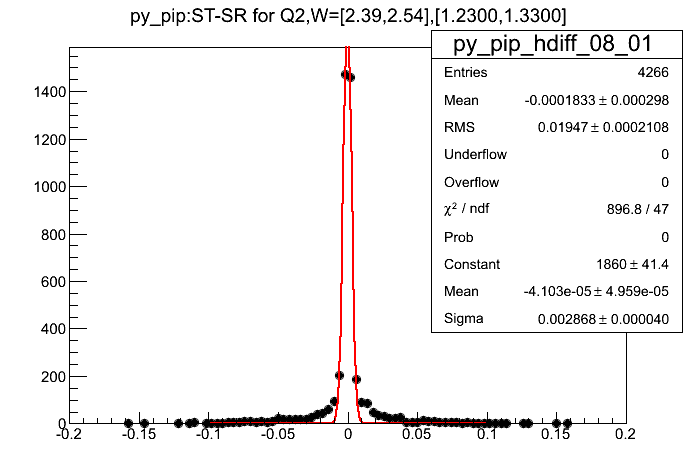 py_pip:ST-SR for Q2,W=[2.39,2.54],[1.2300,1.3300]
py_pip_hdiff_08_01
Entries 4266
Mean -0.0001833 ± 0.000298
RMS 0.01947 ± 0.0002108
Underflow 0
Overflow 0
χ² / ndf 896.8 / 47
Prob 0
Constant 1860 ± 41.4
Mean -4.103e-05 ± 4.959e-05
Sigma 0.002868 ± 0.000040
1400
1200
1000
800
600
400
200
0
-0.2 -0.15 -0.1 -0.05 0 0.05 0.1 0.15 0.2